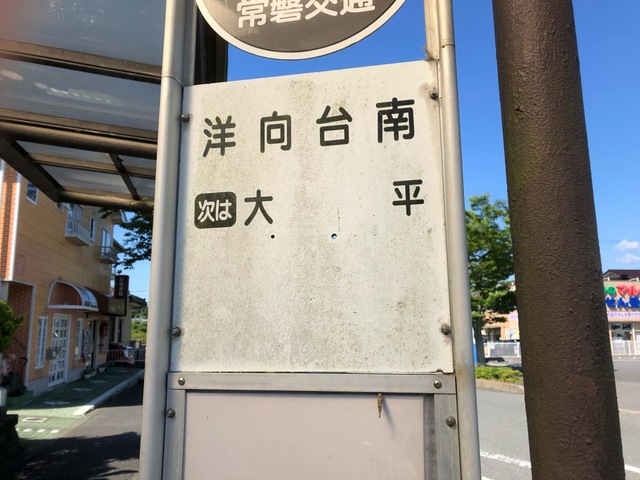 常磐交通
洋向台南
次は 大平